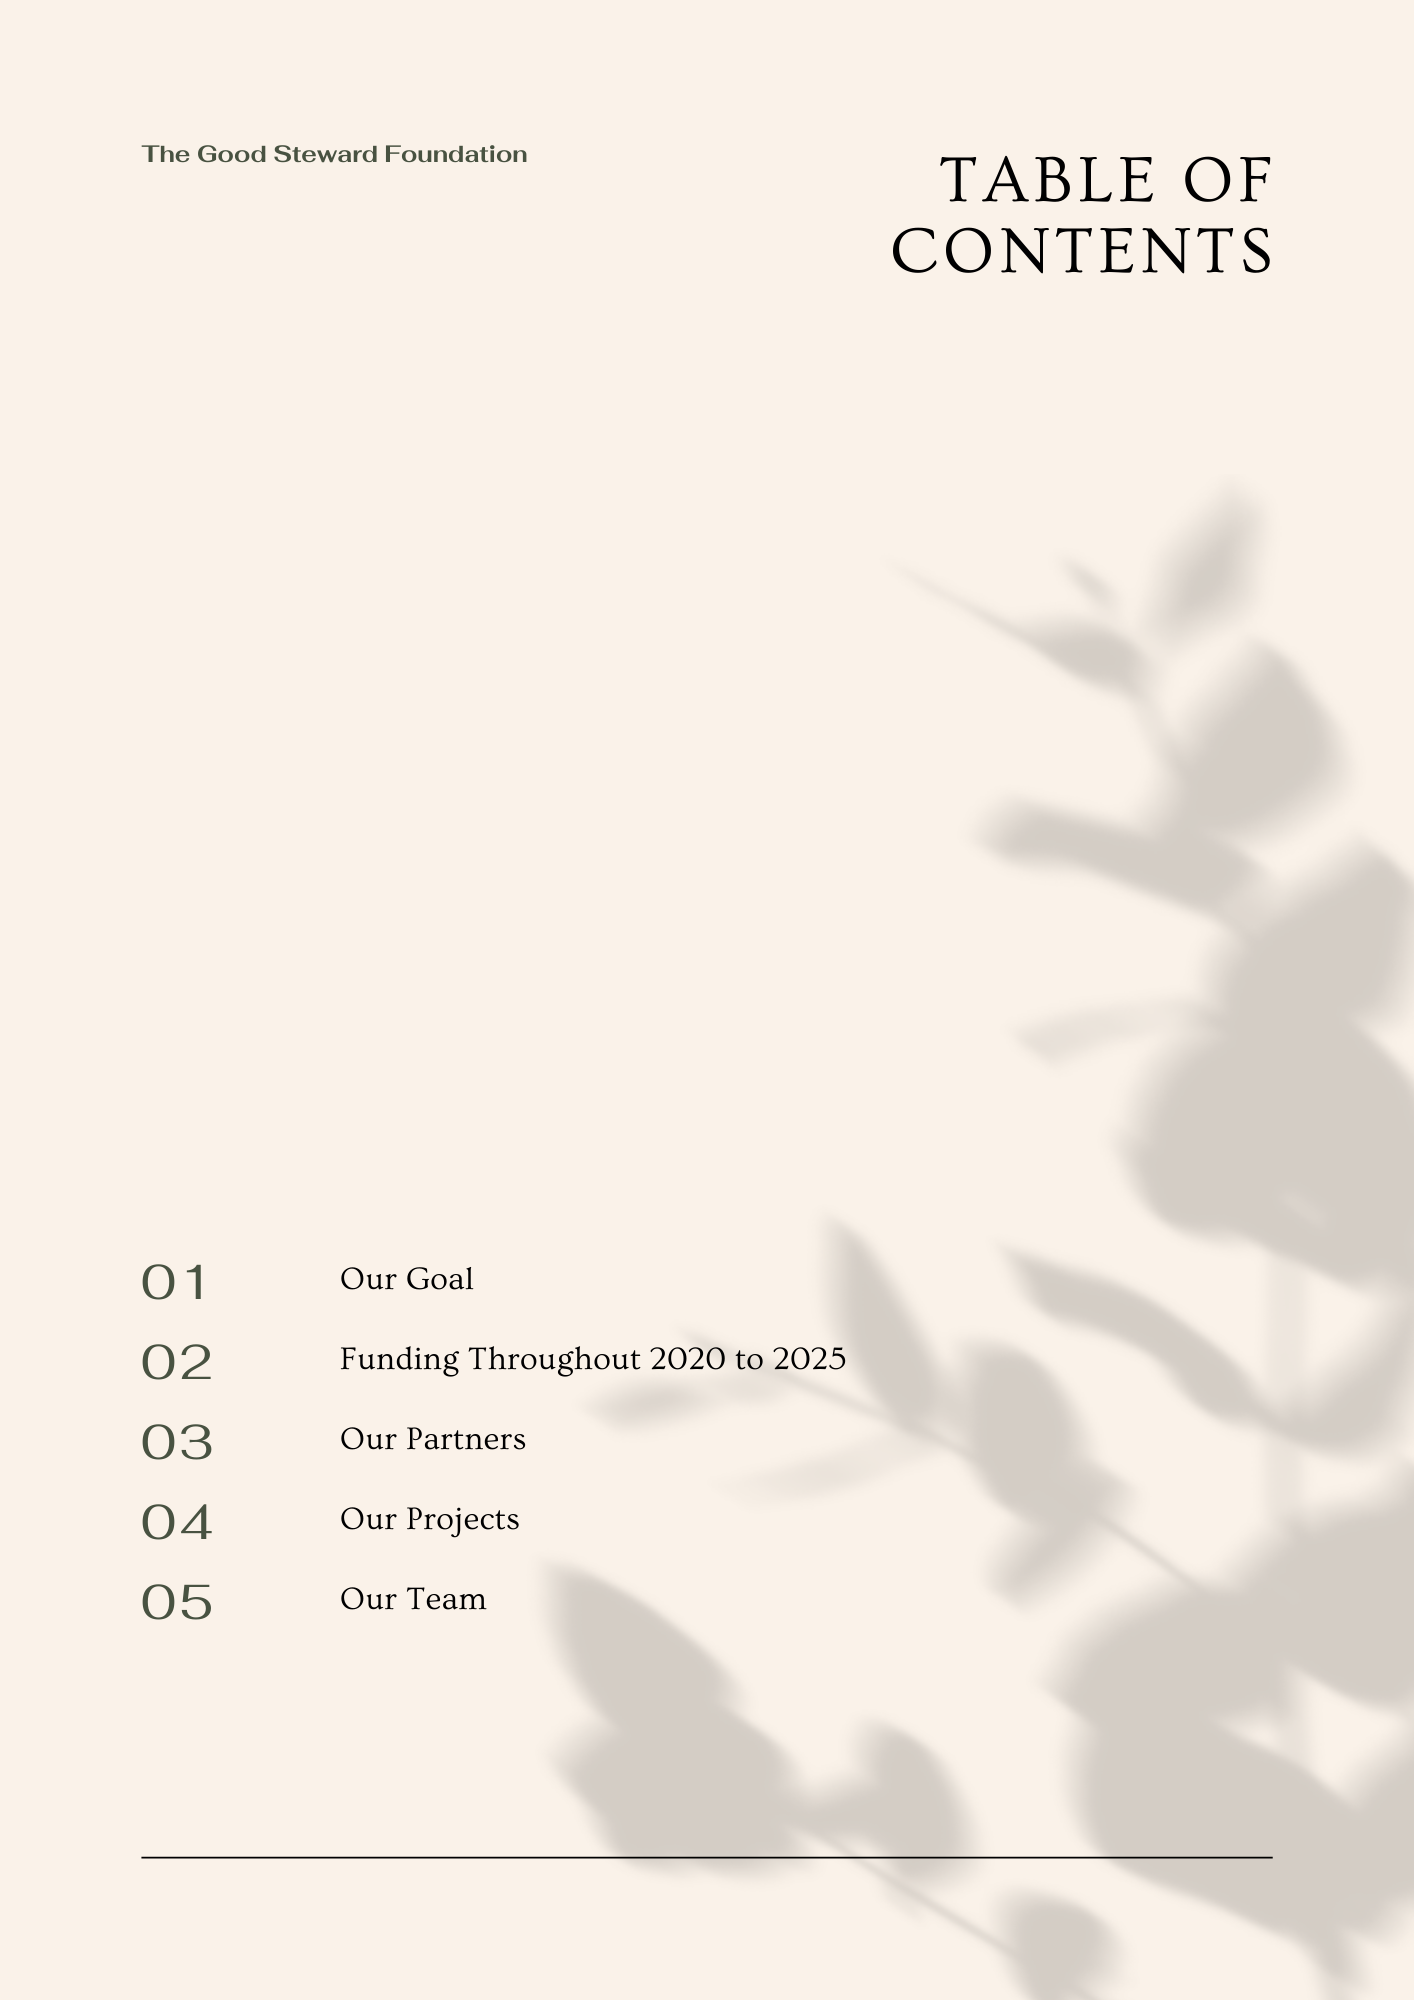 The Good Steward Foundation
TABLE OF
CONTENTS
01 Our Goal
02 Funding Throughout 2020 to 2025
03 Our Partners
04 Our Projects
05 Our Team